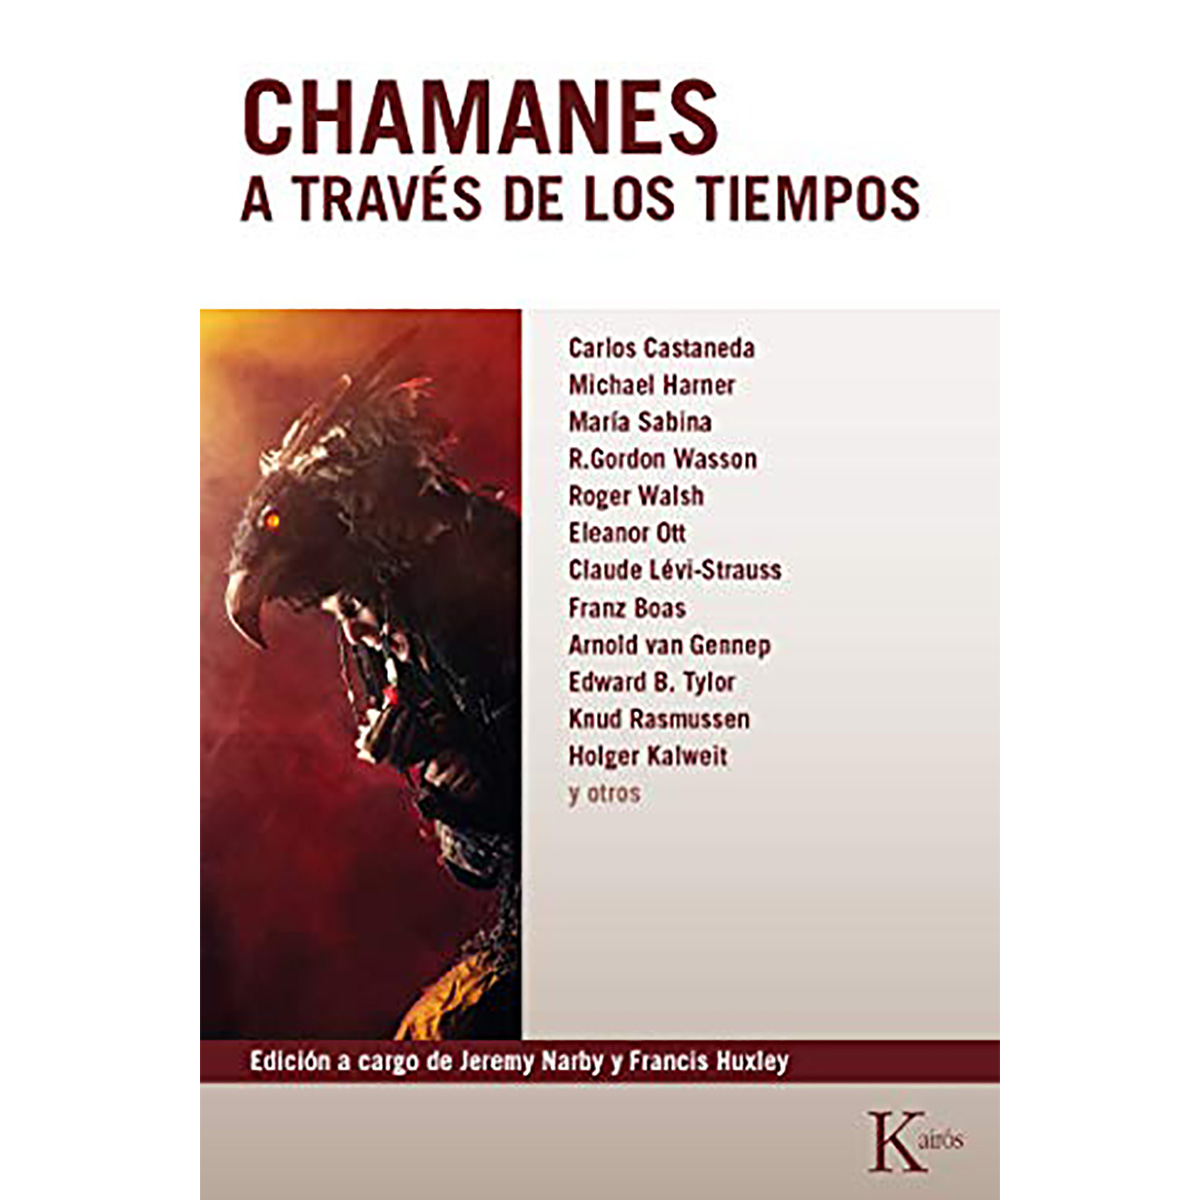 CHAMANES
A TRAVÉS DE LOS TIEMPOS
Carlos Castaneda
Michael Harner
María Sabina
R.Gordon Wasson
Roger Walsh
Eleanor Ott
Claude Lévi-Strauss
Franz Boas
Arnold van Gennep
Edward B. Tylor
Knud Rasmussen
Holger Kalweit
y otros
Edición a cargo de Jeremy Narby y Francis Huxley
Kairós